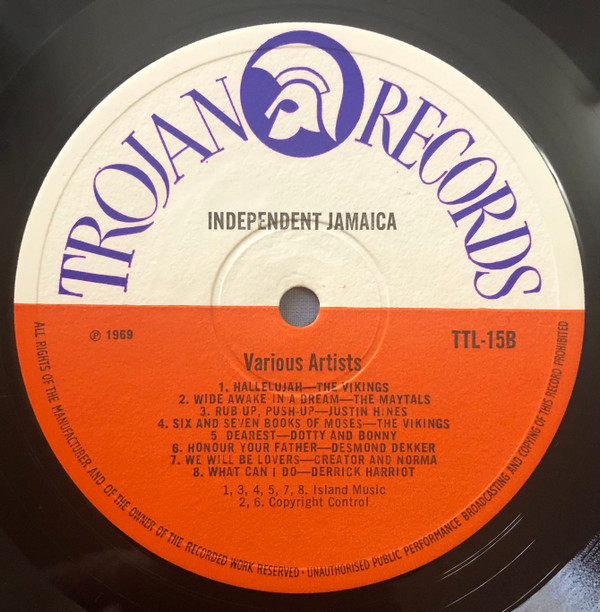 TROJAN RECORDS
INDEPENDENT JAMAICA
℗ 1969
TTL-15B
Various Artists
1. HALLELUJAH—THE VIKINGS
2. WIDE AWAKE IN A DREAM—THE MAYTALS
3. RUB UP, PUSH-UP—JUSTIN HINES
4. SIX AND SEVEN BOOKS OF MOSES—THE VIKINGS
5. DEAREST—DOTTY AND BONNY
6. HONOUR YOUR FATHER—DESMOND DEKKER
7. WE WILL BE LOVERS—CREATOR AND NORMA
8. WHAT CAN I DO—DERRICK HARRIOT
1, 3, 4, 5, 7, 8. Island Music
2, 6. Copyright Control
ALL RIGHTS OF THE MANUFACTURER AND OF THE OWNER OF THE RECORDED WORK RESERVED · UNAUTHORISED PUBLIC PERFORMANCE BROADCASTING AND COPYING OF THIS RECORD PROHIBITED